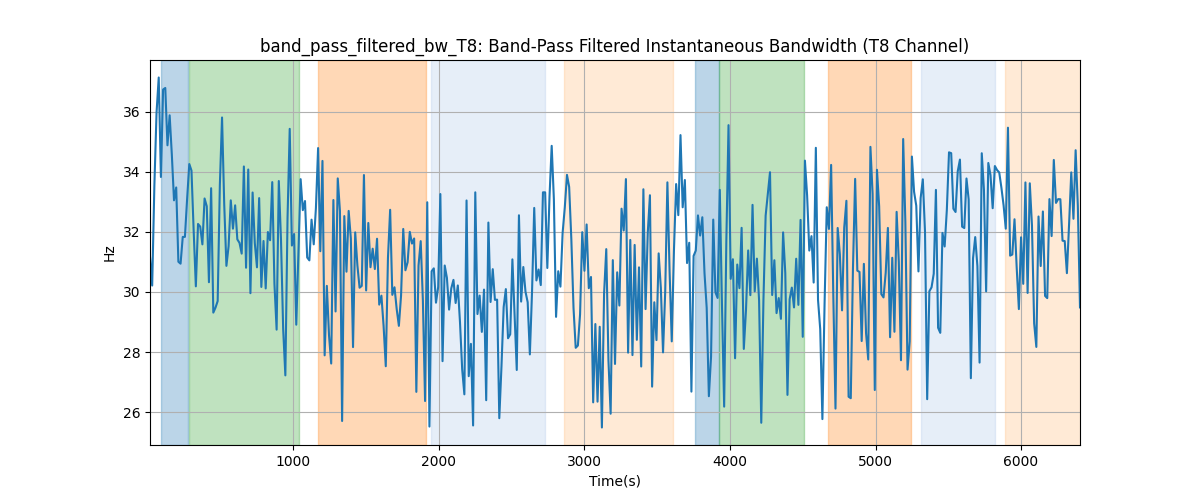 band_pass_filtered_bw_T8: Band-Pass Filtered Instantaneous Bandwidth (T8 Channel)
36
34
32
30
28
26
Hz
1000 2000 3000 4000 5000 6000
Time(s)